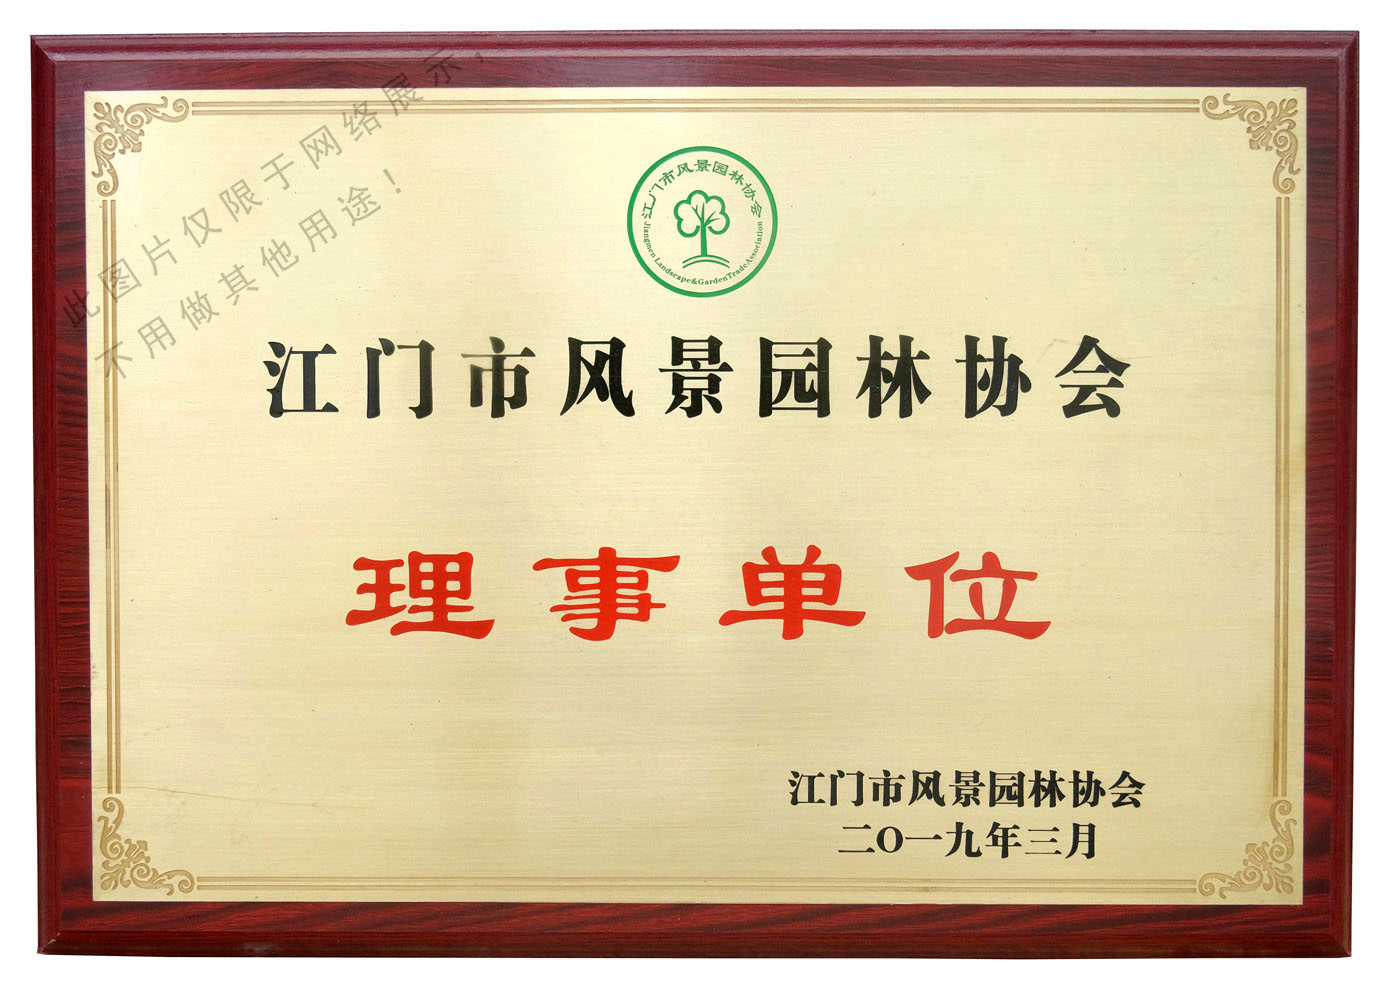 此图片仅限于网络展示，
不用做其他用途！
江门市风景园林协会
Jiangmen Landscape&GardenTradeAssociation
江门市风景园林协会
理事单位
江门市风景园林协会
二O一九年三月